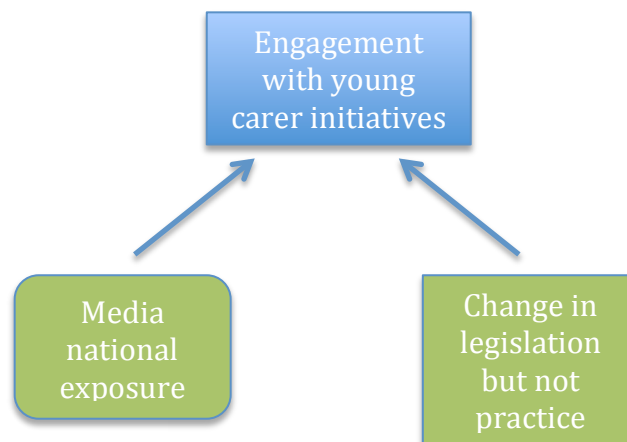 Engagement
with young
carer initiatives
Media
national
exposure
Change in
legislation
but not
practice